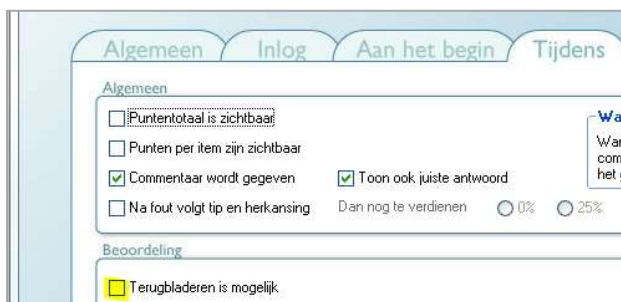 Algemeen Inlog Aan het begin Tijdens
Algemeen
Puntentotaal is zichtbaar
Punten per item zijn zichtbaar
Commentaar wordt gegeven Toon ook juiste antwoord
Na fout volgt tip en herkansing Dan nog te verdienen 0% 25%
het
Beoordeling
Terugbladeren is mogelijk